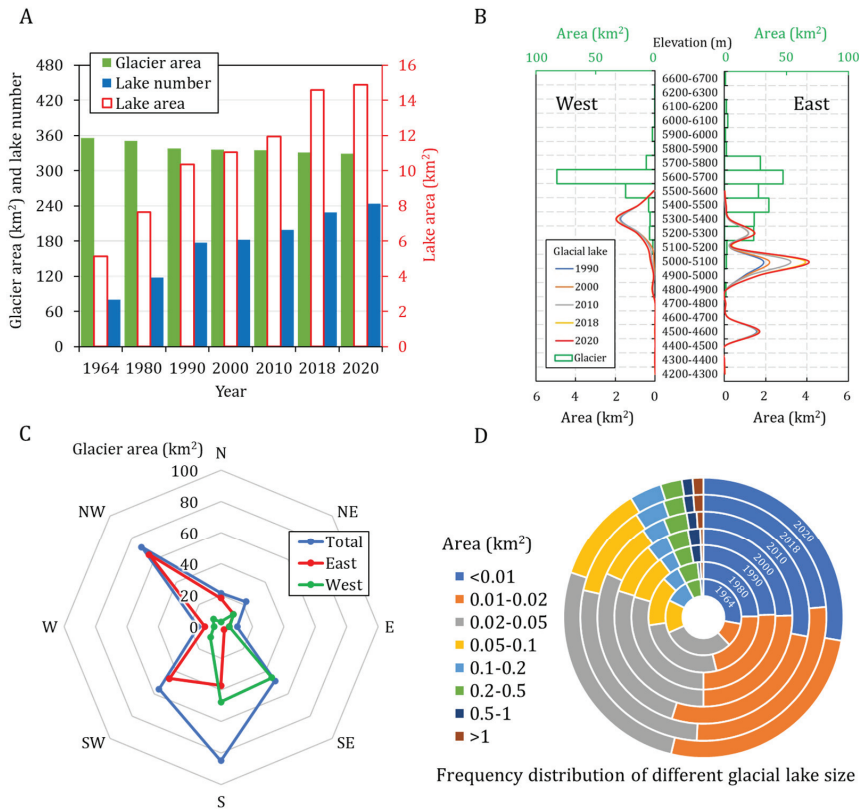 A
Glacier area
Lake number
Lake area
Glacier area (km²) and lake number
480
420
360
300
240
180
120
60
0
16
14
12
10
8
6
4
2
0
Lake area (km²)
1964 1980 1990 2000 2010 2018 2020
Year
B
Area (km²) Elevation (m) Area (km²)
100 50 0 0 50 100
West
East
6600-6700
6200-6300
6100-6200
6000-6100
5900-6000
5800-5900
5700-5800
5600-5700
5500-5600
5400-5500
5300-5400
5200-5300
5100-5200
5000-5100
4900-5000
4800-4900
4700-4800
4600-4700
4500-4600
4400-4500
4300-4400
4200-4300
Glacial lake
1990
2000
2010
2018
2020
Glacier
6 4 2 0 0 2 4 6
Area (km²) Area (km²)
C
Glacier area (km²)
N
NE
E
SE
S
SW
W
NW
100
80
60
40
20
0
Total
East
West
D
Area (km²)
<0.01
0.01-0.02
0.02-0.05
0.05-0.1
0.1-0.2
0.2-0.5
0.5-1
>1
2020
2018
2010
2000
1990
1980
1964
Frequency distribution of different glacial lake size